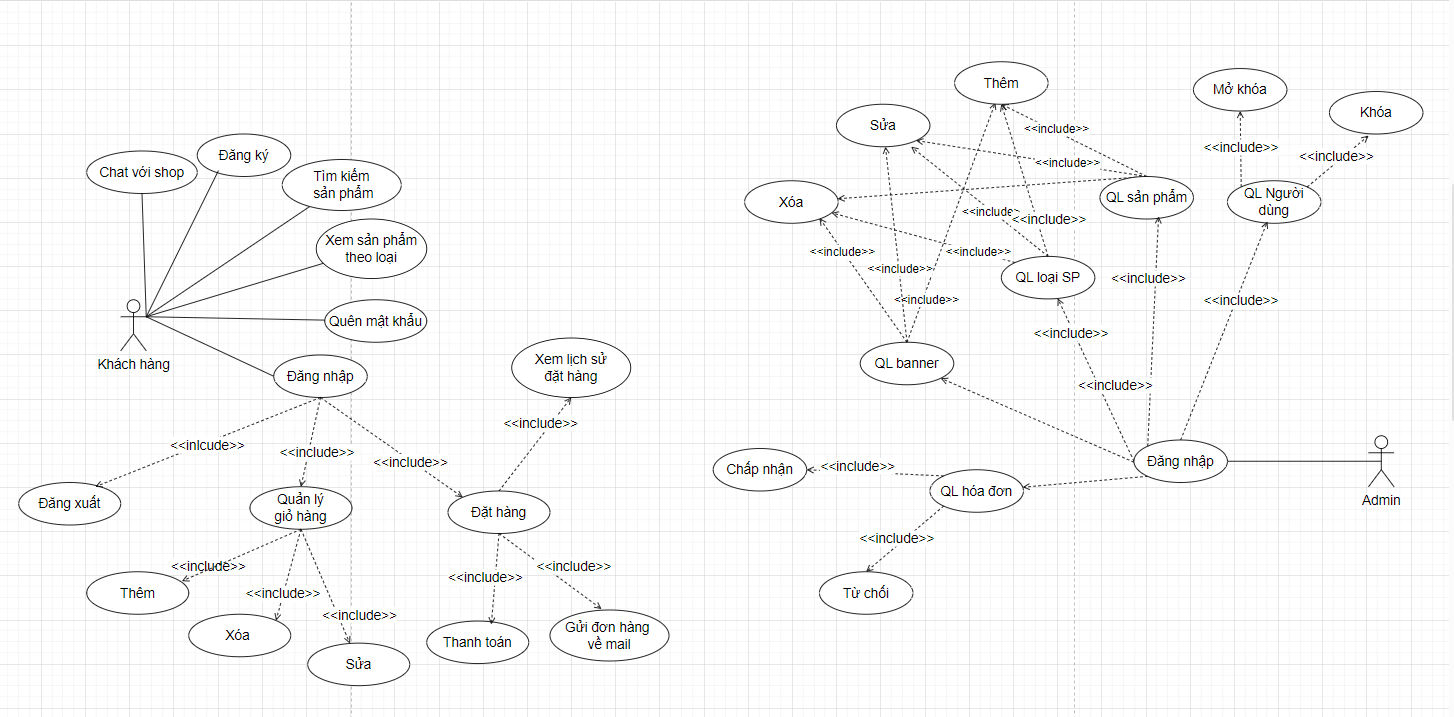 Chat với shop
Đăng ký
Tìm kiếm
sản phẩm
Xem sản phẩm
theo loại
Quên mật khẩu
Khách hàng
Đăng nhập
Xem lịch sử
đặt hàng
<<inlcude>>
<<include>>
<<include>>
<<include>>
Đăng xuất
Quản lý
giỏ hàng
Đặt hàng
<<include>>
<<include>>
<<include>>
<<include>>
<<include>>
Thêm
Xóa
Sửa
Thanh toán
Gửi đơn hàng
về mail
Thêm
Sửa
Xóa
Mở khóa
Khóa
<<include>>
<<include>>
<<include>>
<<include>>
QL sản phẩm
QL Người
dùng
<<include>>
<<include>>
<<include>>
<<include>>
<<include>>
<<include>>
QL loại SP
<<include>>
<<include>>
<<include>>
<<include>>
QL banner
Đăng nhập
Admin
Chấp nhận
<<include>>
QL hóa đơn
<<include>>
Từ chối